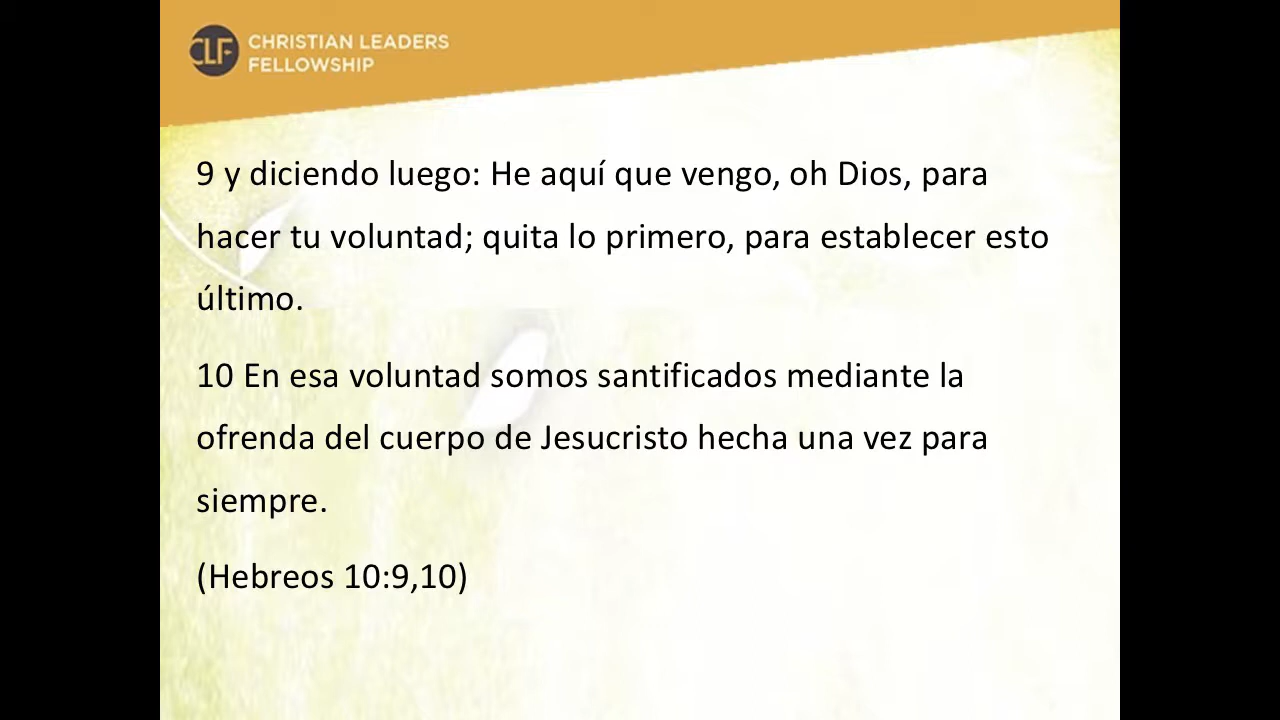 CLF CHRISTIAN LEADERS
FELLOWSHIP
9 y diciendo luego: He aquí que vengo, oh Dios, para
hacer tu voluntad; quita lo primero, para establecer esto
último.
10 En esa voluntad somos santificados mediante la
ofrenda del cuerpo de Jesucristo hecha una vez para
siempre.
(Hebreos 10:9,10)